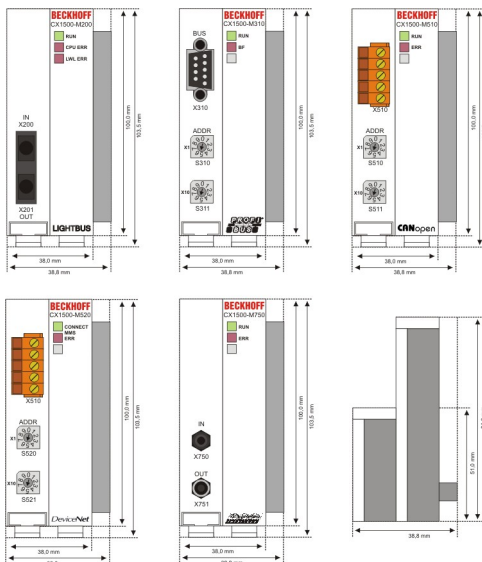 BECKHOFF
CX1500-M200
RUN
CPU ERR
LWL ERR
IN
X200
X201
OUT
LIGHTBUS
100,0 mm
103,5 mm
38,0 mm
38,8 mm
BECKHOFF
CX1500-M310
RUN
BF
BUS
X310
ADDR
X1
S310
X10
S311
PROFI
BUS
100,0 mm
103,5 mm
38,0 mm
38,8 mm
BECKHOFF
CX1500-M510
RUN
ERR
X510
ADDR
X1
S510
X10
S511
CANopen
100,0 mm
38,0 mm
38,8 mm
BECKHOFF
CX1500-M520
CONNECT
MMS
ERR
X510
ADDR
X1
S520
X10
S521
DeviceNet
100,0 mm
103,5 mm
38,0 mm
BECKHOFF
CX1500-M750
RUN
ERR
IN
X750
OUT
X751
100,0 mm
103,5 mm
38,0 mm
51,0 mm
38,8 mm